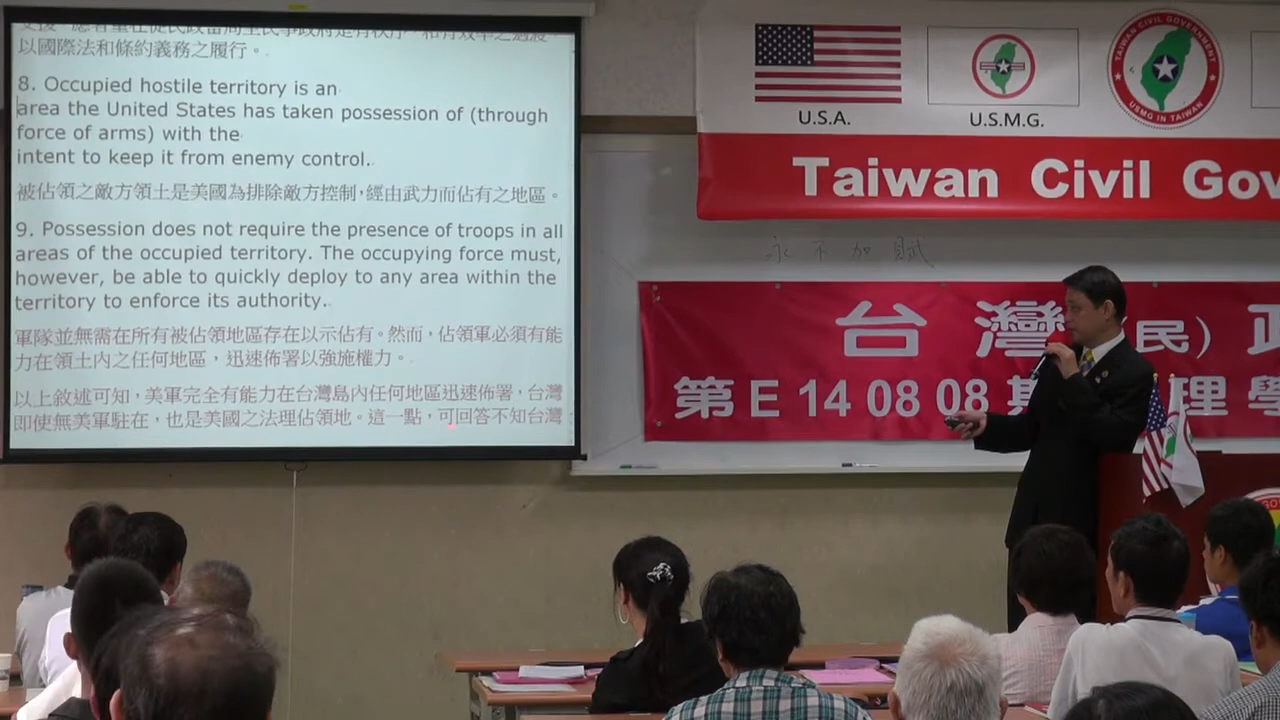 以國際法和條約義務之履行。
8. Occupied hostile territory is an
area the United States has taken possession of (through
force of arms) with the
intent to keep it from enemy control.
被佔領之敵方領土是美國為排除敵方控制，經由武力而佔有之地區。
9. Possession does not require the presence of troops in all
areas of the occupied territory. The occupying force must,
however, be able to quickly deploy to any area within the
territory to enforce its authority.
軍隊並無需在所有被佔領地區存在以示佔有。然而，佔領軍必須有能
力在領土內之任何地區，迅速佈署以強施權力。
以上敘述可知，美軍完全有能力在台灣島內任何地區迅速佈署，台灣
即使無美軍駐在，也是美國之法理佔領地。這一點，可回答不知台灣
U.S.A.
U.S.M.G.
TAIWAN CIVIL GOVERNMENT
USMG IN TAIWAN
Taiwan Civil Gov
永不加賦
台灣 民）政
第E 14 08 08期 理學